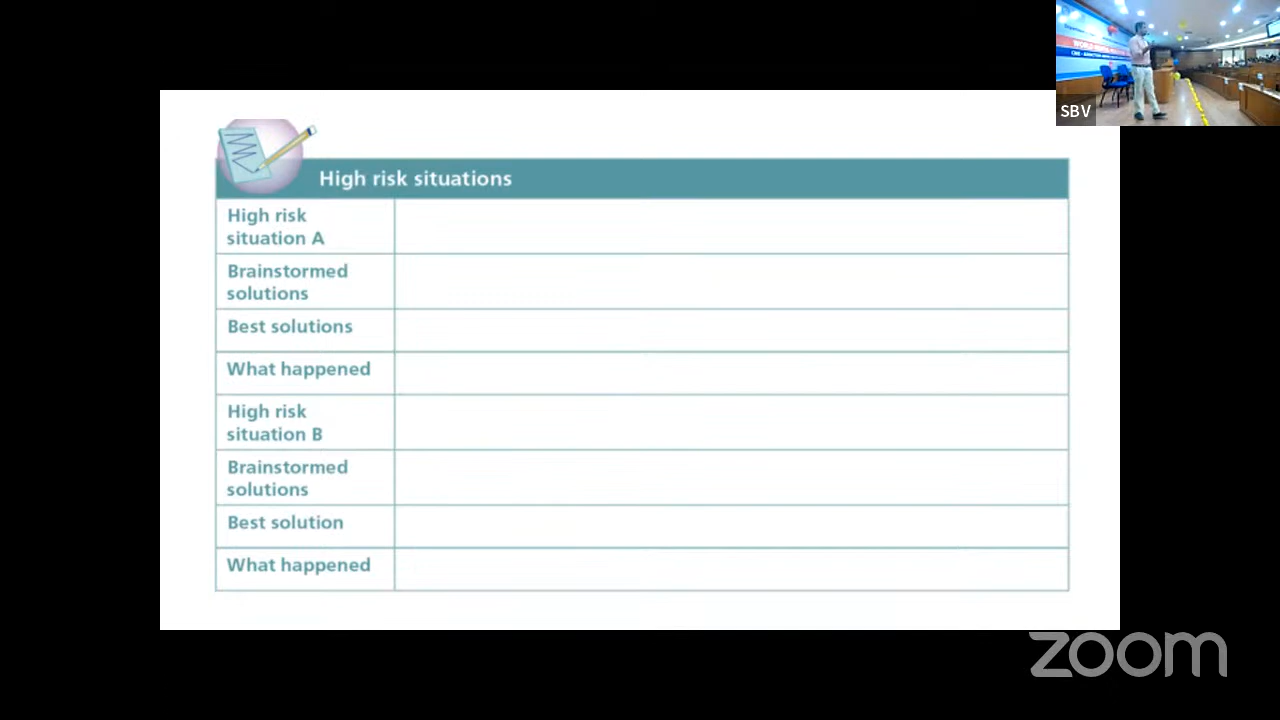 High risk situations
High risk
situation A
Brainstormed
solutions
Best solutions
What happened
High risk
situation B
Brainstormed
solutions
Best solution
What happened
SBV
zoom